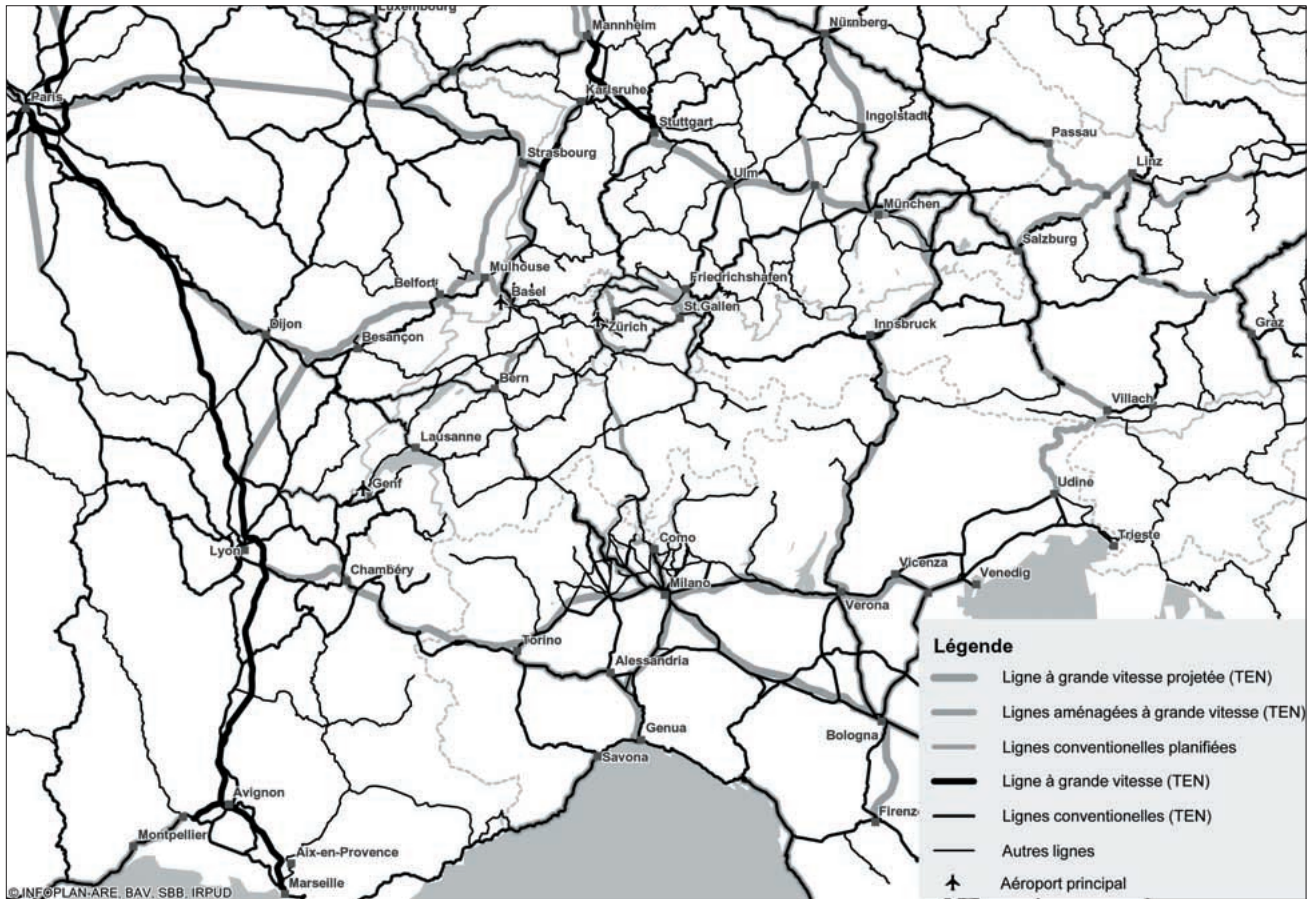 Luxembourg
Mannheim
Nürnberg
Paris
Karlsruhe
Stuttgart
Ingolstadt
Passau
Linz
Strasbourg
Ulm
München
Salzburg
Mulhouse
Belfort
Basel
Friedrichshafen
St.Gallen
Zürich
Dijon
Besançon
Innsbruck
Graz
Bern
Villach
Lausanne
Genf
Udine
Trieste
Lyon
Como
Chambéry
Milano
Vicenza
Venedig
Verona
Torino
Alessandria
Genua
Savona
Bologna
Firenze
Avignon
Montpellier
Aix-en-Provence
Marseille
© INFOPLAN-ARE, BAV, SBB, IRPUD
Légende
Ligne à grande vitesse projetée (TEN)
Lignes aménagées à grande vitesse (TEN)
Lignes conventionelles planifiées
Ligne à grande vitesse (TEN)
Lignes conventionelles (TEN)
Autres lignes
Aéroport principal